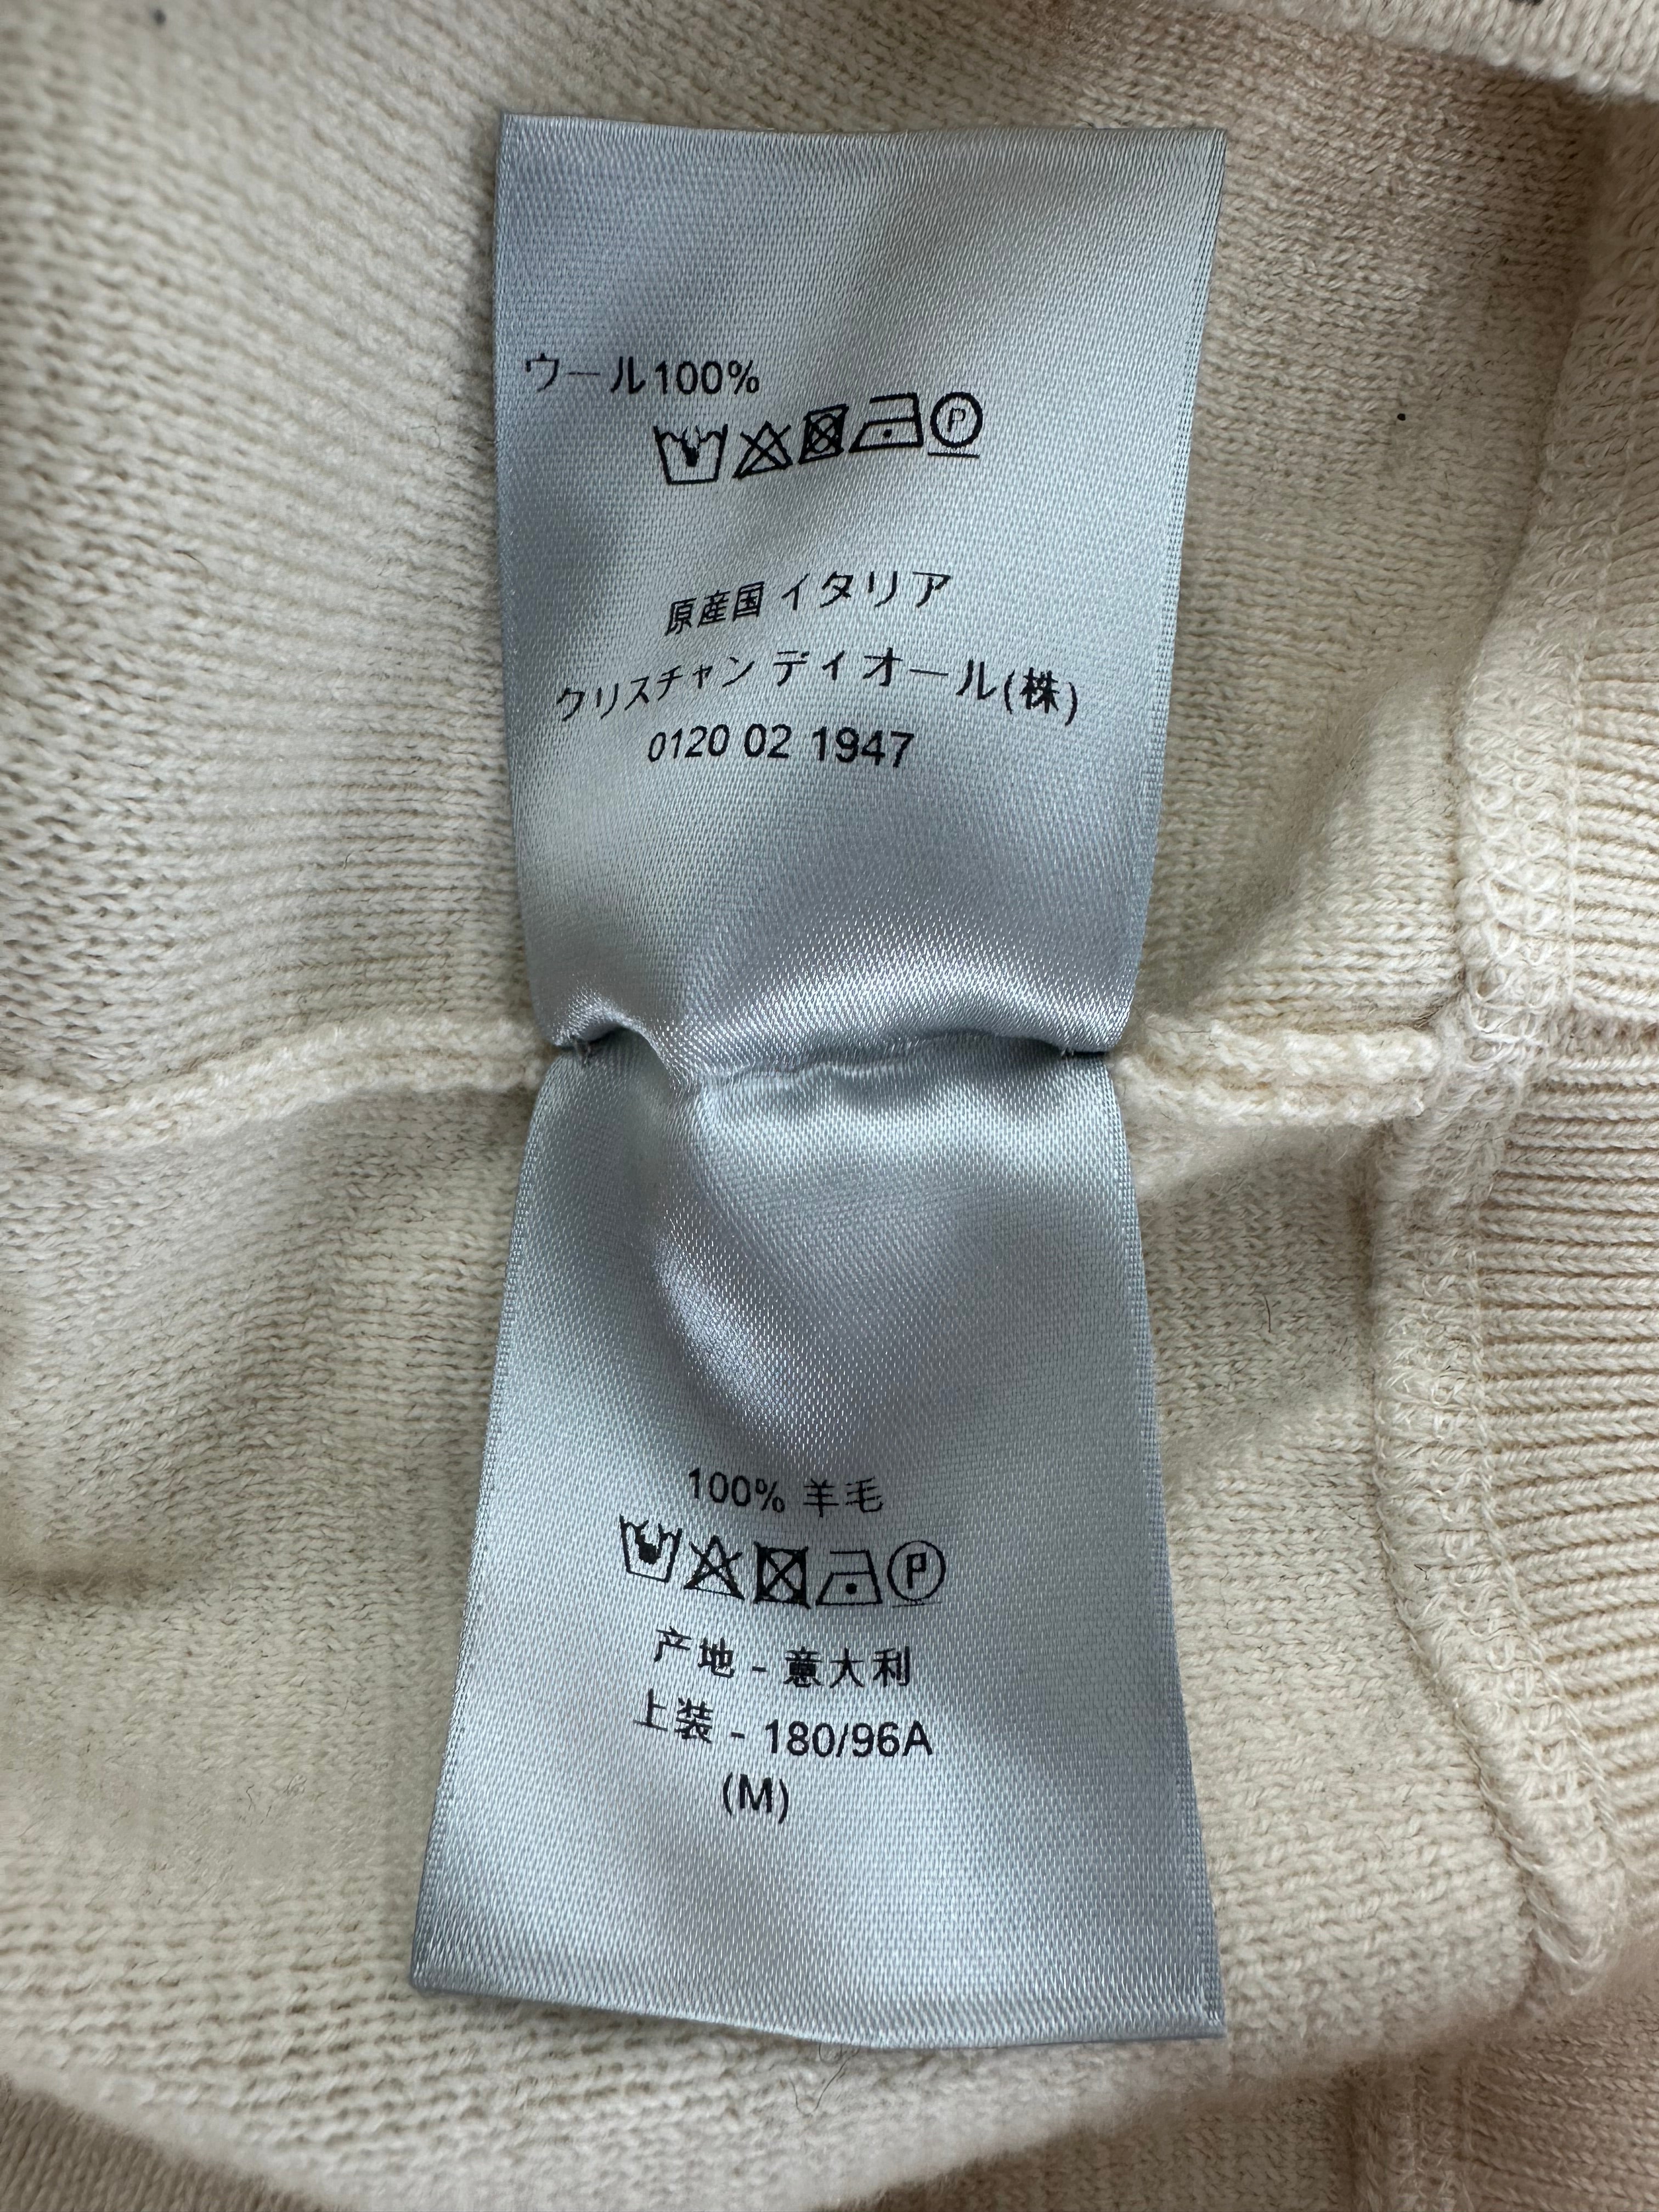 ウール100%
P
原産国 イタリア
クリスチャン ディオール(株)
0120 02 1947
100% 羊毛
P
产地 - 意大利
上装 - 180/96A
(M)